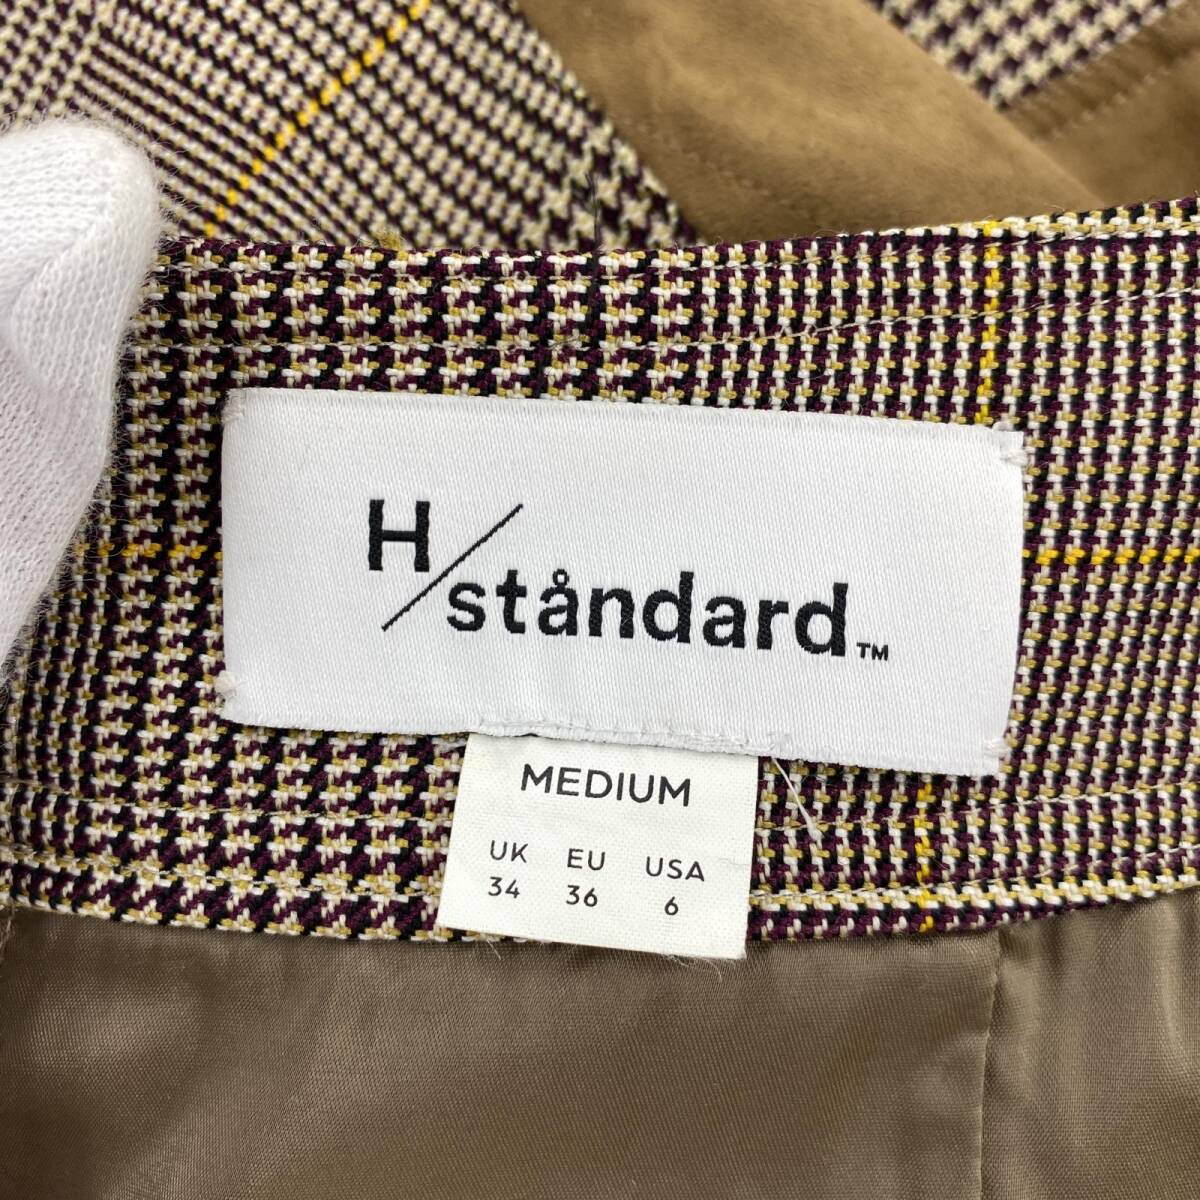 H/
ståndard™
MEDIUM
UK EU USA
34 36 6